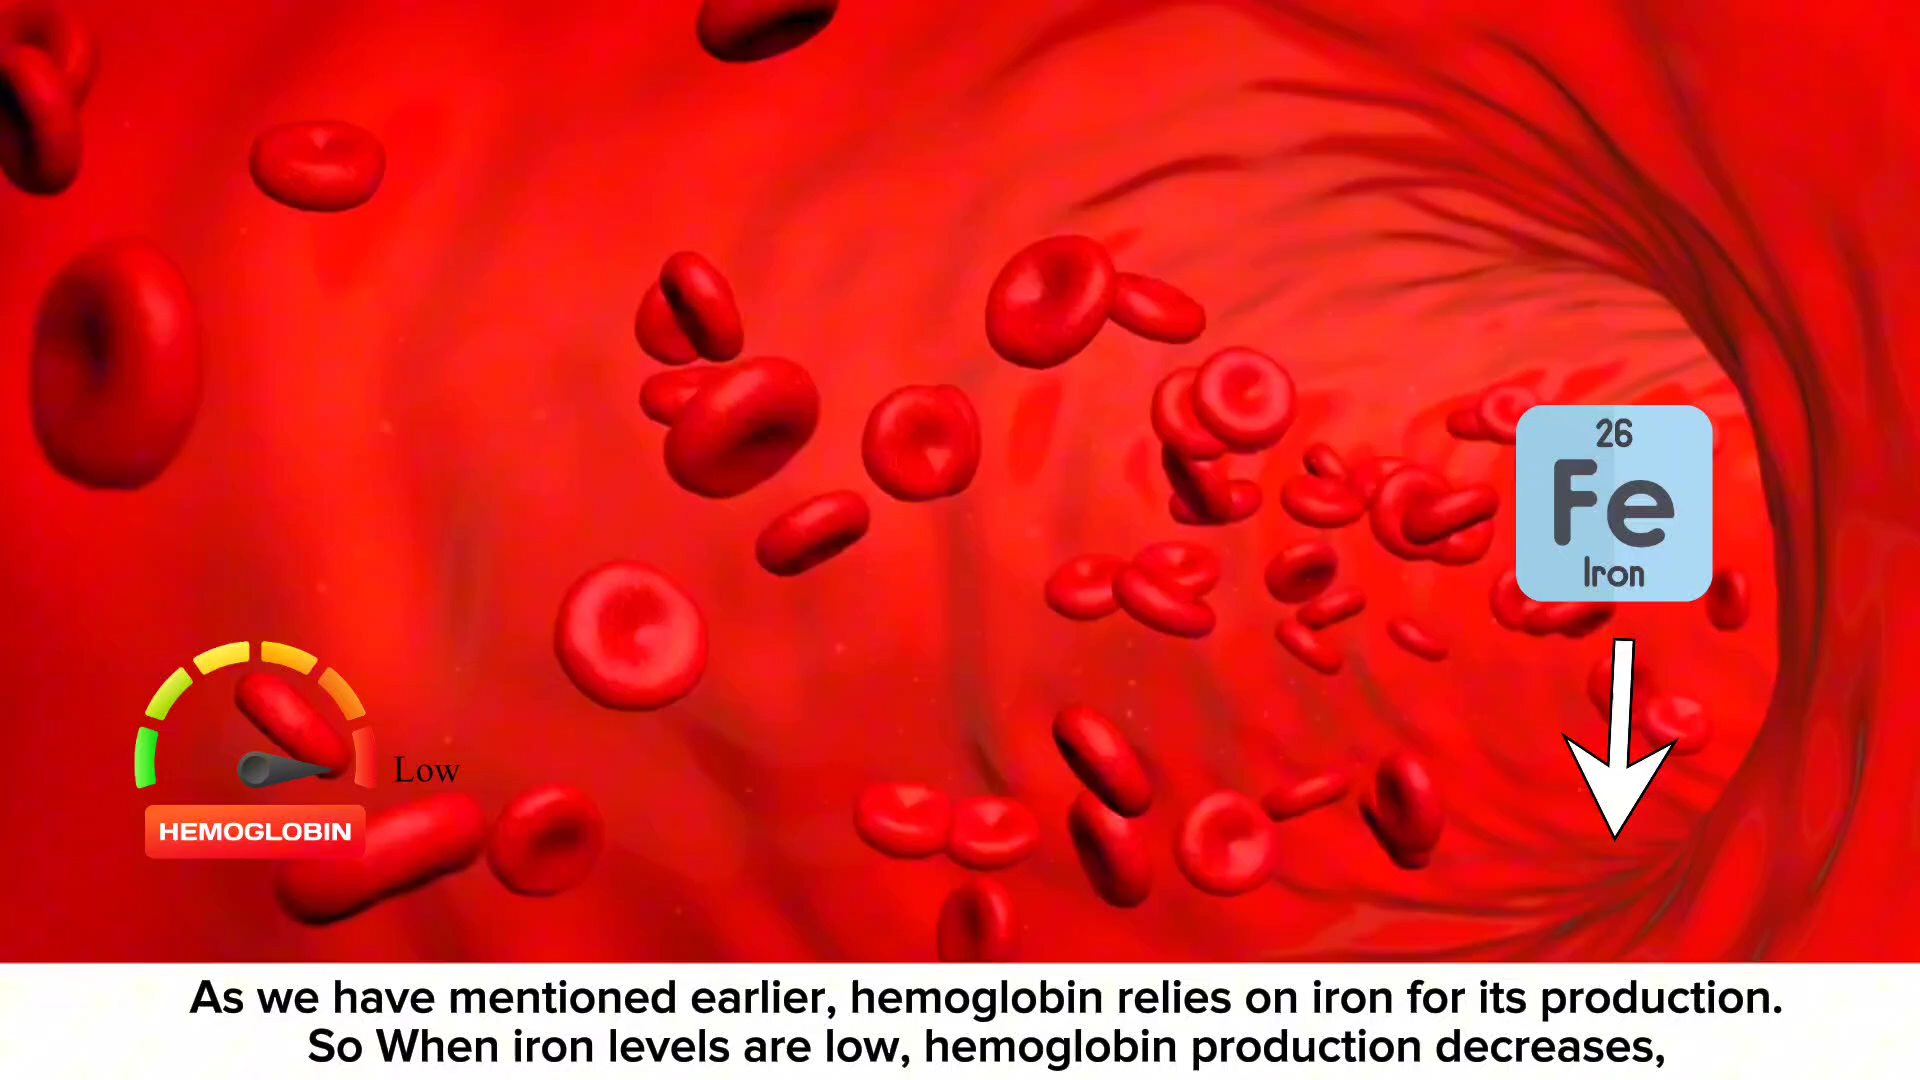 26
Fe
Iron
Low
HEMOGLOBIN
As we have mentioned earlier, hemoglobin relies on iron for its production.
So When iron levels are low, hemoglobin production decreases,